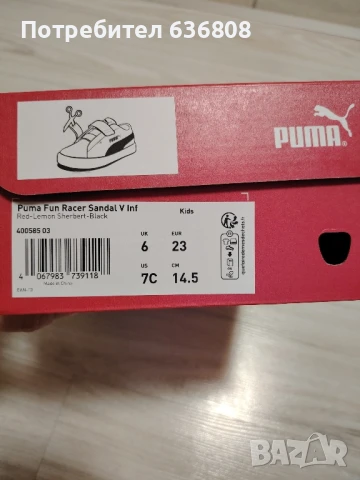 Потребител 636808
PUMA
Puma Fun Racer Sandal V Inf
Red-Lemon Sherbert-Black
Kids
400585 03
UK EUR
6 23
US CM
7C 14.5
4 067983 739118
Made in China
BAZAR